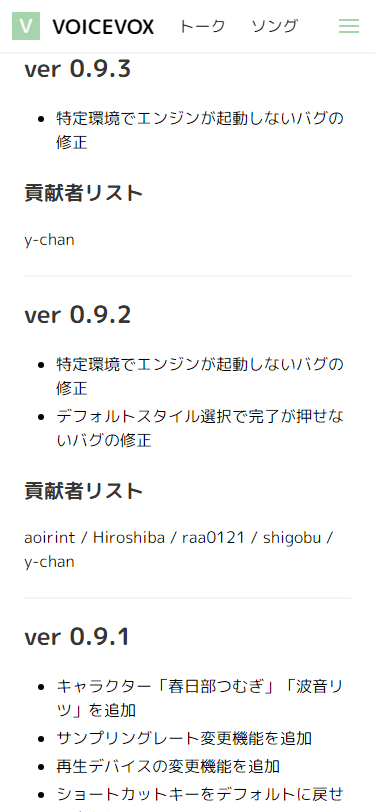 V VOICEVOX トーク ソング
ver 0.9.3
特定環境でエンジンが起動しないバグの
修正
貢献者リスト
y-chan
ver 0.9.2
特定環境でエンジンが起動しないバグの
修正
デフォルトスタイル選択で完了が押せな
いバグの修正
貢献者リスト
aoirint / Hiroshiba / raa0121 / shigobu /
y-chan
ver 0.9.1
キャラクター「春日部つむぎ」「波音リ
ツ」を追加
サンプリングレート変更機能を追加
再生デバイスの変更機能を追加
ショートカットキーをデフォルトに戻せ